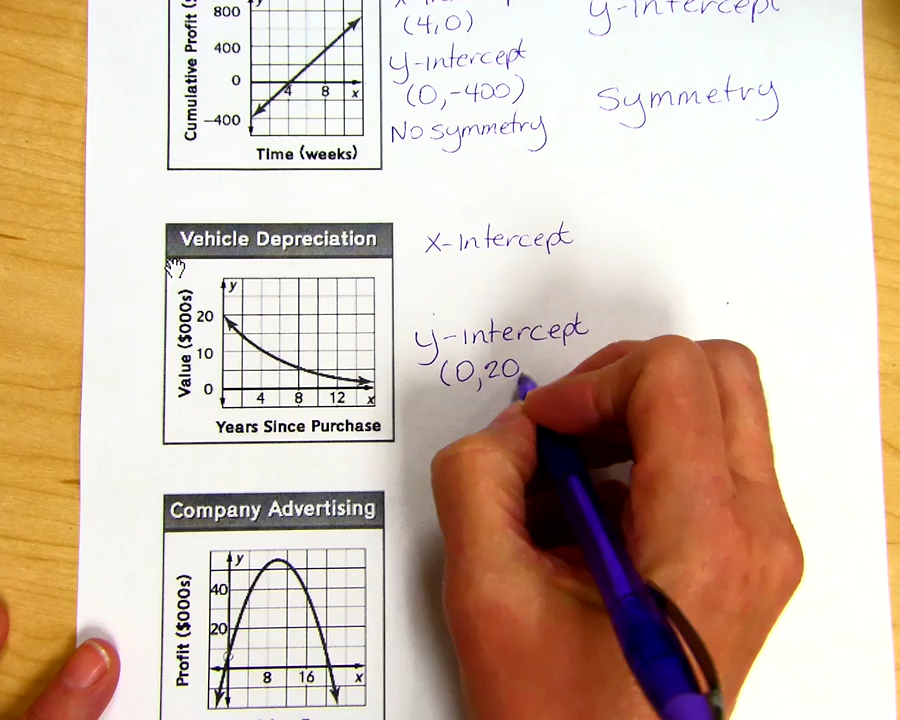 y-intercept
800
y
(4,0)
400
Cumulative Profit
y-intercept
0
4
8
x
(0,-400)
Symmetry
-400
No symmetry
Time (weeks)
Vehicle Depreciation
x-intercept
y
Value ($000s)
20
y-intercept
10
(0,20
0
4
8
12
x
Years Since Purchase
Company Advertising
y
Profit ($000s)
40
20
8
16
x